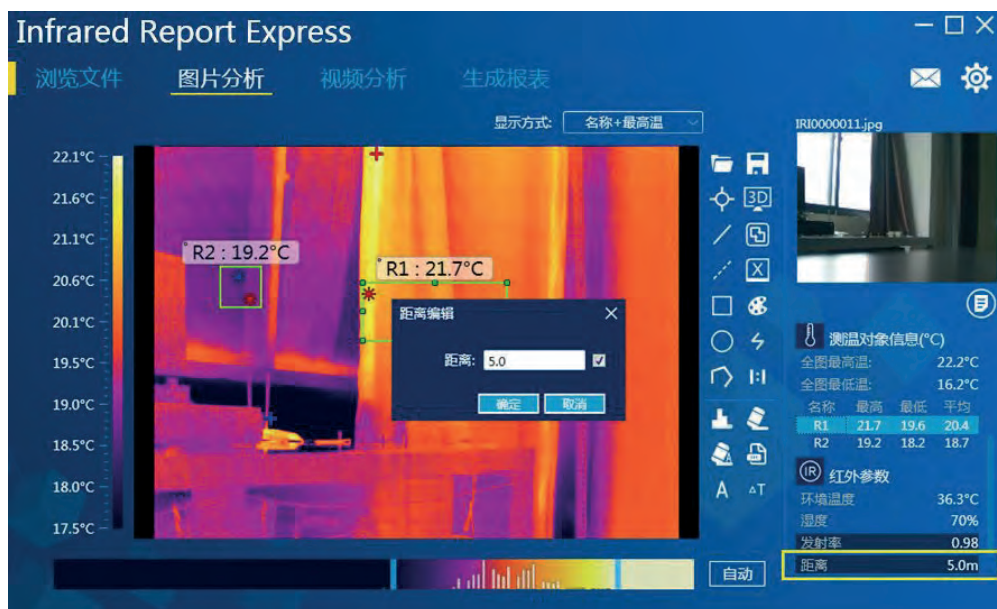 Infrared Report Express
浏览文件 图片分析 视频分析 生成报表
显示方式: 名称+最高温
IRI0000011.jpg
22.1°C
21.6°C
21.1°C
20.6°C
20.1°C
19.5°C
19.0°C
18.5°C
18.0°C
17.5°C
R2 : 19.2°C
R1 : 21.7°C
距离编辑
距离: 5.0
确定 取消
3D
1:1
A ΔT
自动
测温对象信息(°C)
全图最高温: 22.2°C
全图最低温: 16.2°C
名称 最高 最低 平均
R1 21.7 19.6 20.4
R2 19.2 18.2 18.7
IR 红外参数
环境温度 36.3°C
湿度 70%
发射率 0.98
距离 5.0m